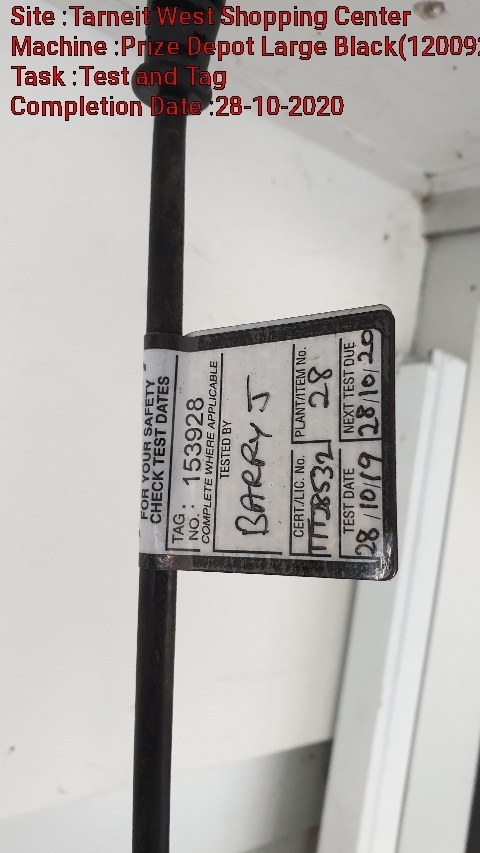 Site :Tarneit West Shopping Center
Machine :Prize Depot Large Black(12009
Task :Test and Tag
Completion Date :28-10-2020
FOR YOUR SAFETY
CHECK TEST DATES
TAG NO.: 153928
COMPLETE WHERE APPLICABLE
TESTED BY
BARRY J
CERT./LIC. No. PLANT/ITEM No.
TTT28532 28
TEST DATE NEXT TEST DUE
28/10/19 28/10/20